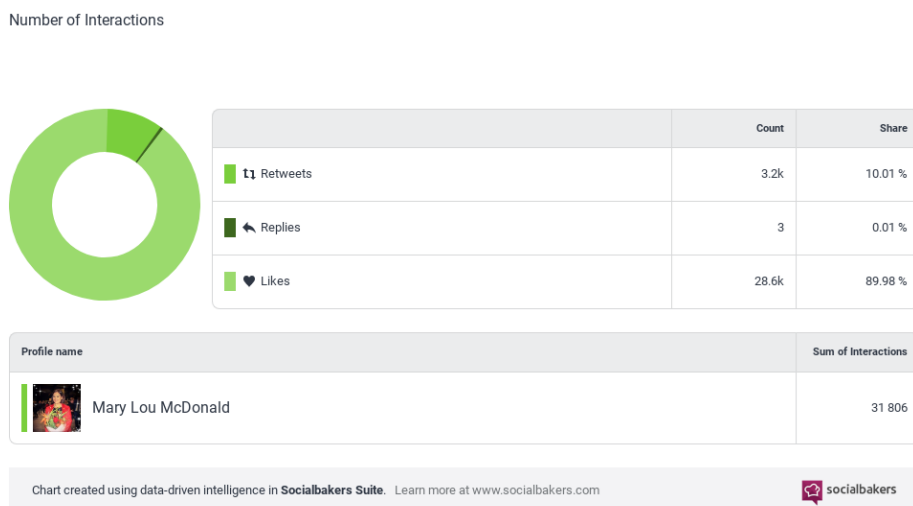 Number of Interactions
Count Share
Retweets 3.2k 10.01 %
Replies 3 0.01 %
Likes 28.6k 89.98 %
Profile name Sum of Interactions
Mary Lou McDonald 31 806
Chart created using data-driven intelligence in Socialbakers Suite. Learn more at www.socialbakers.com socialbakers